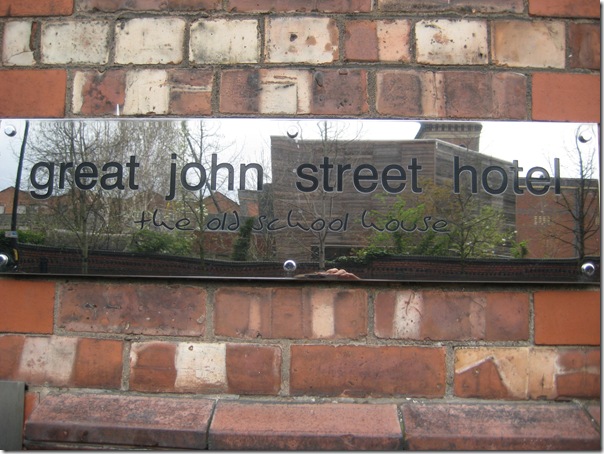 great john street hotel
the old school house